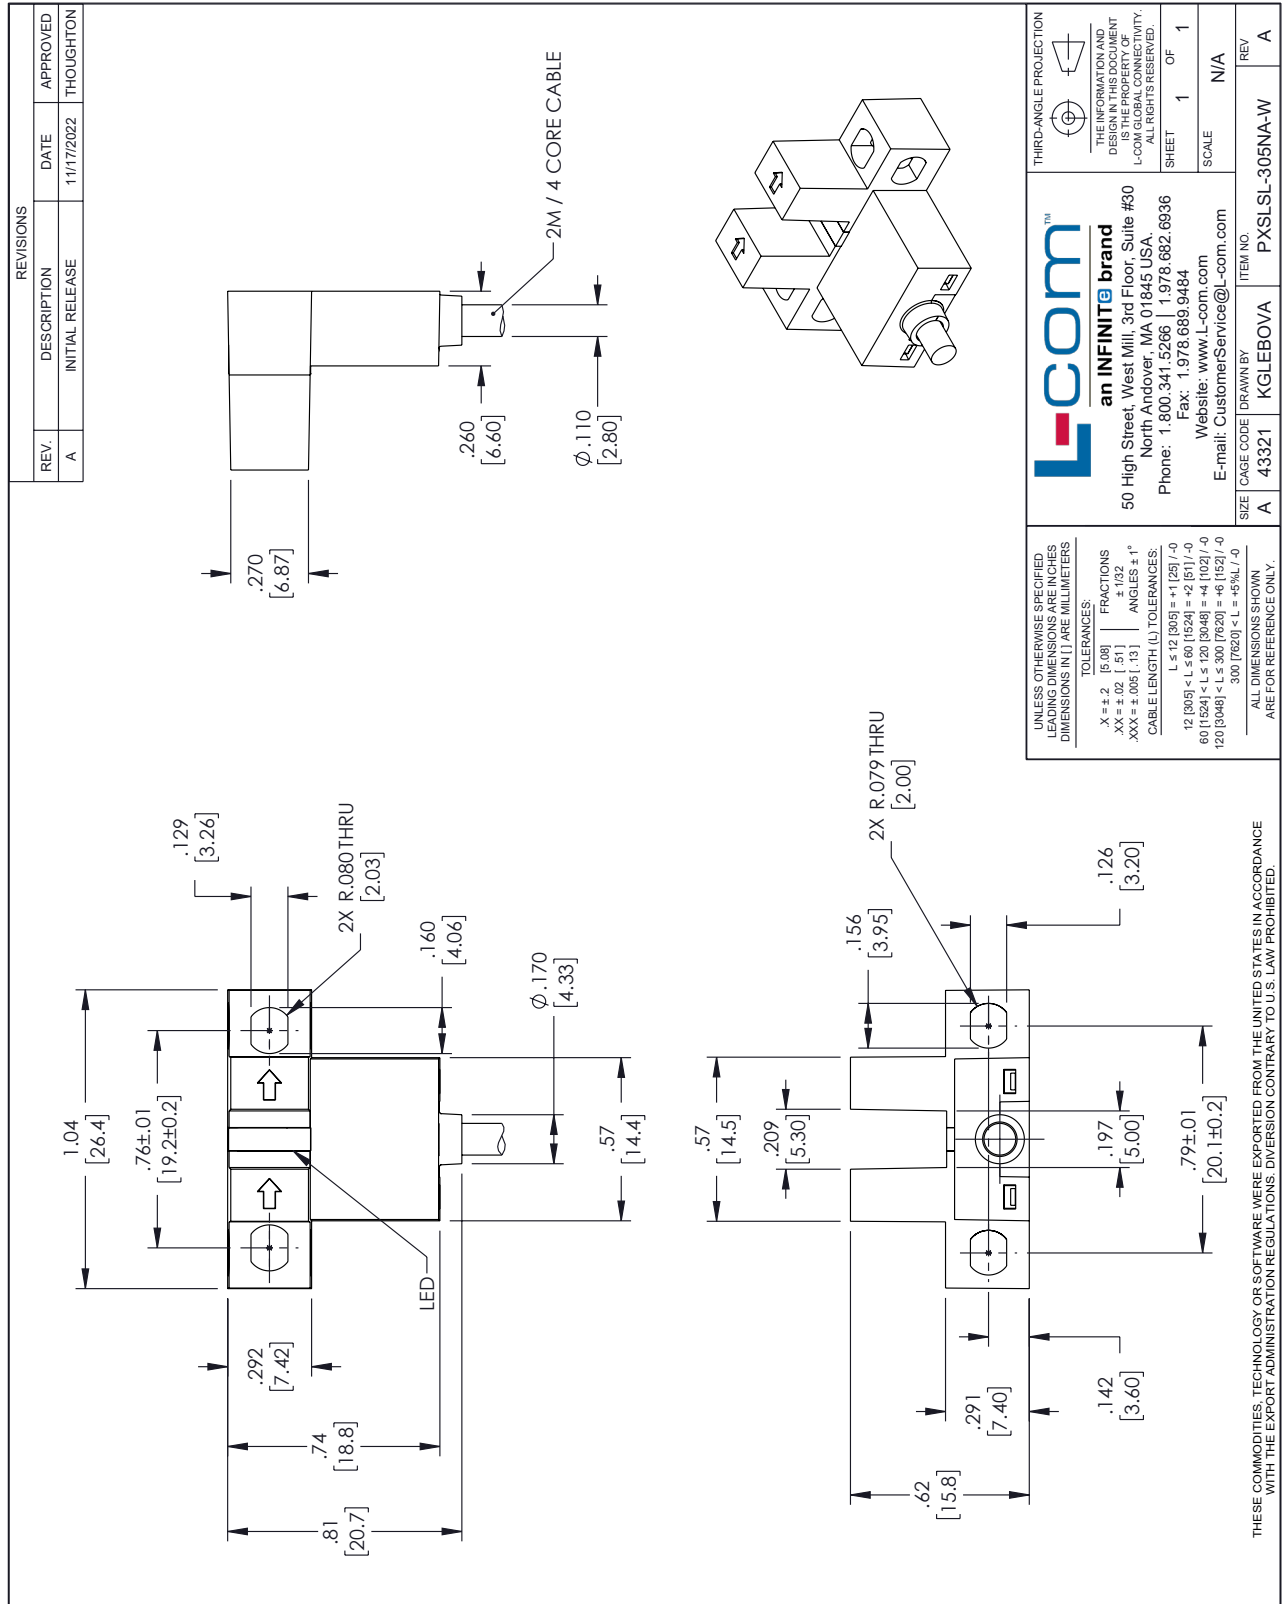 REVISIONS
REV. DESCRIPTION DATE APPROVED
A INITIAL RELEASE 11/17/2022 THOUGHTON
1.04
[26.4]
.76±.01
[19.2±0.2]
.129
[3.26]
2X R.080 THRU
[2.03]
.160
[4.06]
Ø.170
[4.33]
.57
[14.4]
LED
.292
[7.42]
.74
[18.8]
.81
[20.7]
.270
[6.87]
.260
[6.60]
Ø.110
[2.80]
2M / 4 CORE CABLE
.57
[14.5]
.209
[5.30]
.156
[3.95]
2X R.079 THRU
[2.00]
.126
[3.20]
.197
[5.00]
.79±.01
[20.1±0.2]
.142
[3.60]
.291
[7.40]
.62
[15.8]
UNLESS OTHERWISE SPECIFIED
LEADING DIMENSIONS ARE INCHES
DIMENSIONS IN [ ] ARE MILLIMETERS
TOLERANCES:
.X = ± .2 [5.08] FRACTIONS
.XX = ± .02 [ .51] ± 1/32
.XXX = ± .005 [ .13] ANGLES ± 1°
CABLE LENGTH (L) TOLERANCES:
L ≤ 12 [305] = +1 [25] / -0
12 [305] < L ≤ 60 [1524] = +2 [51] / -0
60 [1524] < L ≤ 120 [3048] = +4 [102] / -0
120 [3048] < L ≤ 300 [7620] = +6 [152] / -0
300 [7620] < L = +5%L / -0
ALL DIMENSIONS SHOWN
ARE FOR REFERENCE ONLY.
L-com™
an INFINITe brand
50 High Street, West Mill, 3rd Floor, Suite #30
North Andover, MA 01845 USA.
Phone: 1.800.341.5266 | 1.978.682.6936
Fax: 1.978.689.9484
Website: www.L-com.com
E-mail: CustomerService@L-com.com
THIRD-ANGLE PROJECTION
THE INFORMATION AND
DESIGN IN THIS DOCUMENT
IS THE PROPERTY OF
L-COM GLOBAL CONNECTIVITY.
ALL RIGHTS RESERVED.
SHEET 1 OF 1
SCALE N/A
SIZE A
CAGE CODE 43321
DRAWN BY KGLEBOVA
ITEM NO. PXSLSL-305NA-W
REV A
THESE COMMODITIES, TECHNOLOGY OR SOFTWARE WERE EXPORTED FROM THE UNITED STATES IN ACCORDANCE
WITH THE EXPORT ADMINISTRATION REGULATIONS. DIVERSION CONTRARY TO U.S. LAW PROHIBITED.